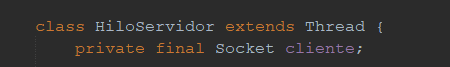 class HiloServidor extends Thread {
private final Socket cliente;